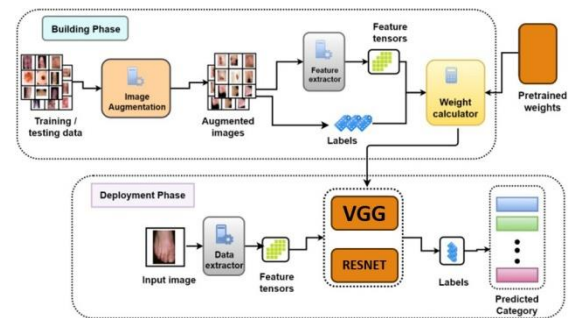 Building Phase
Training /
testing data
Image
Augmentation
Augmented
images
Feature
extractor
Feature
tensors
Labels
Weight
calculator
Pretrained
weights
Deployment Phase
Input image
Data
extractor
Feature
tensors
VGG
RESNET
Labels
Predicted
Category